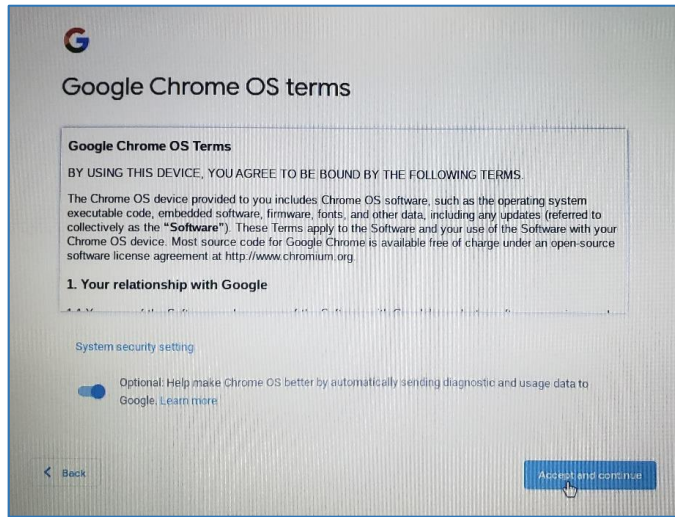 Google Chrome OS terms
Google Chrome OS Terms
BY USING THIS DEVICE, YOU AGREE TO BE BOUND BY THE FOLLOWING TERMS.
The Chrome OS device provided to you includes Chrome OS software, such as the operating system
executable code, embedded software, firmware, fonts, and other data, including any updates (referred to
collectively as the "Software"). These Terms apply to the Software and your use of the Software with your
Chrome OS device. Most source code for Google Chrome is available free of charge under an open-source
software license agreement at http://www.chromium.org.
1. Your relationship with Google
System security setting
Optional: Help make Chrome OS better by automatically sending diagnostic and usage data to
Google. Learn more
Back
Accept and continue